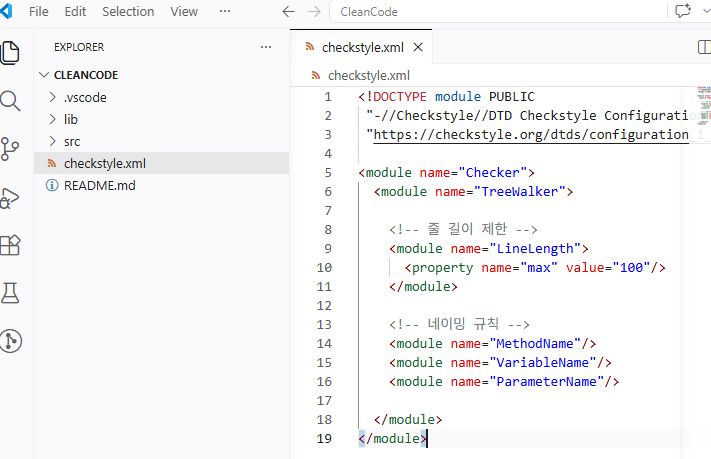 File Edit Selection View ··· CleanCode
EXPLORER ···
CLEANCODE
.vscode
lib
src
checkstyle.xml
README.md
checkstyle.xml
checkstyle.xml
1 <!DOCTYPE module PUBLIC
2 "-//Checkstyle//DTD Checkstyle Configuration
3 "https://checkstyle.org/dtds/configuration
4
5 <module name="Checker">
6 <module name="TreeWalker">
7
8 <!-- 줄 길이 제한 -->
9 <module name="LineLength">
10 <property name="max" value="100"/>
11 </module>
12
13 <!-- 네이밍 규칙 -->
14 <module name="MethodName"/>
15 <module name="VariableName"/>
16 <module name="ParameterName"/>
17
18 </module>
19 </module>